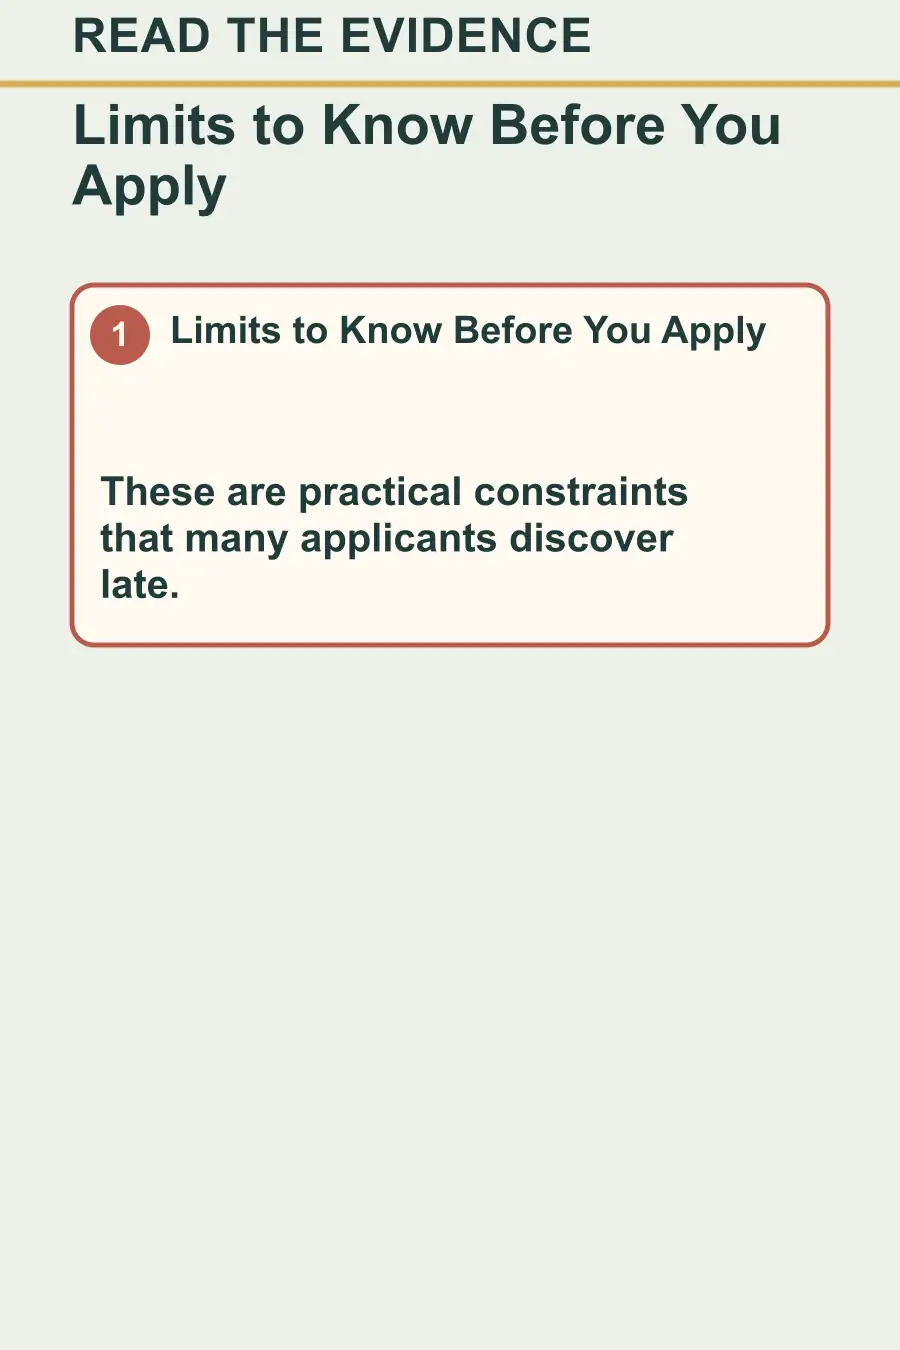 READ THE EVIDENCE
Limits to Know Before You
Apply
1 Limits to Know Before You Apply
These are practical constraints
that many applicants discover
late.